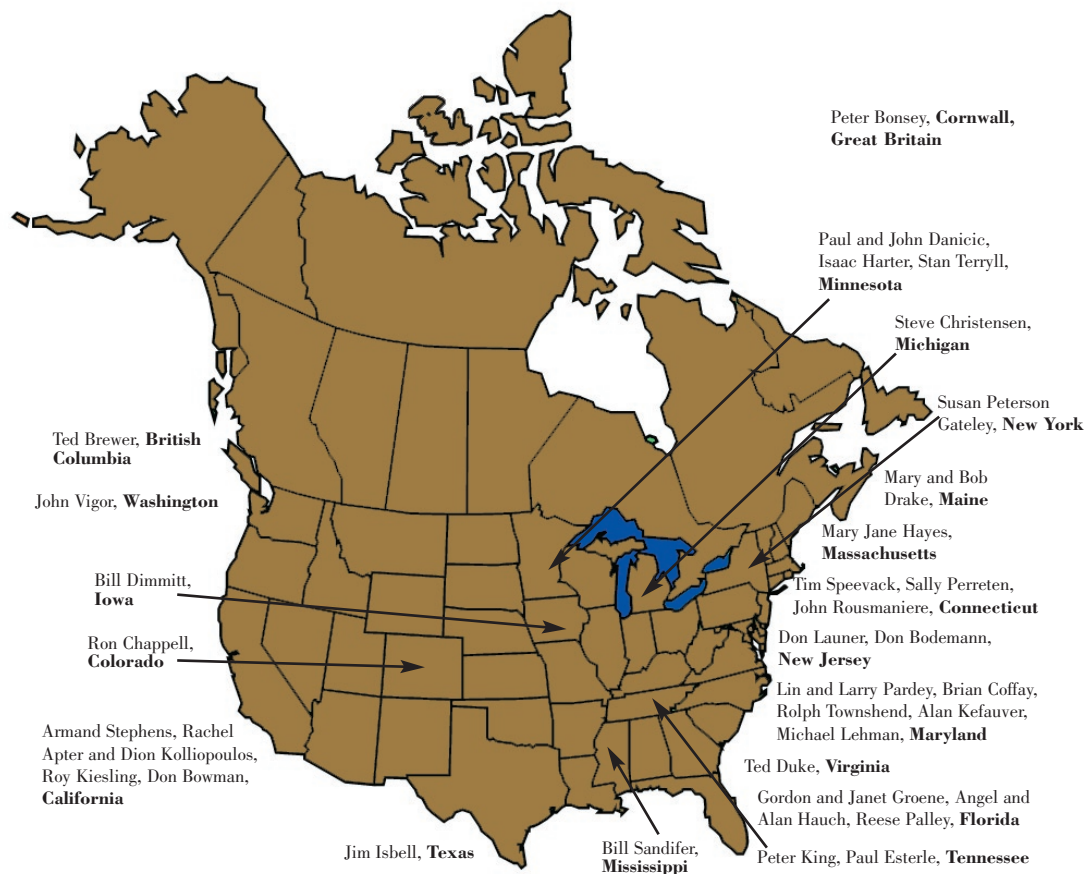 Peter Bonsey, Cornwall,
Great Britain
Paul and John Danicic,
Isaac Harter, Stan Terryll,
Minnesota
Steve Christensen,
Michigan
Susan Peterson
Gateley, New York
Ted Brewer, British
Columbia
Mary and Bob
Drake, Maine
John Vigor, Washington
Mary Jane Hayes,
Massachusetts
Bill Dimmitt,
Iowa
Tim Speevack, Sally Perreten,
John Rousmaniere, Connecticut
Ron Chappell,
Colorado
Don Launer, Don Bodemann,
New Jersey
Lin and Larry Pardey, Brian Coffay,
Rolph Townshend, Alan Kefauver,
Michael Lehman, Maryland
Armand Stephens, Rachel
Apter and Dion Kolliopoulos,
Roy Kiesling, Don Bowman,
California
Ted Duke, Virginia
Gordon and Janet Groene, Angel and
Alan Hauch, Reese Palley, Florida
Jim Isbell, Texas
Bill Sandifer,
Mississippi
Peter King, Paul Esterle, Tennessee